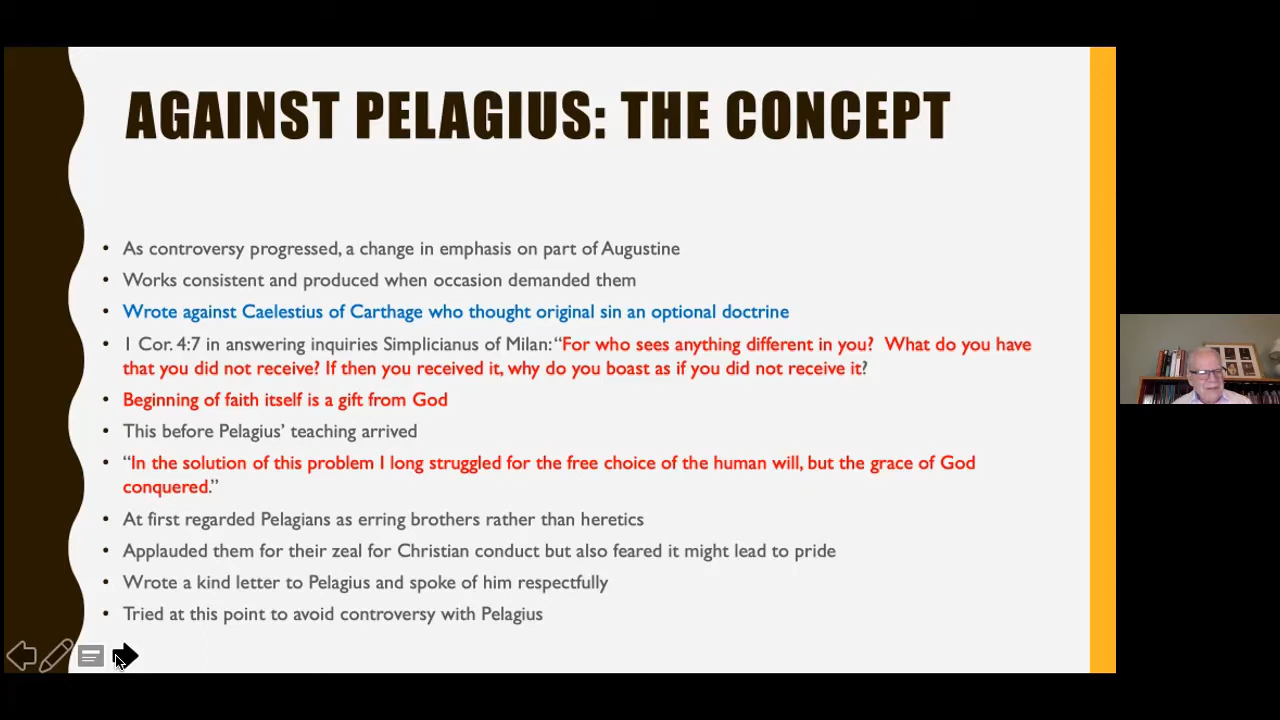 AGAINST PELAGIUS: THE CONCEPT
• As controversy progressed, a change in emphasis on part of Augustine
• Works consistent and produced when occasion demanded them
• Wrote against Caelestius of Carthage who thought original sin an optional doctrine
• 1 Cor. 4:7 in answering inquiries Simplicianus of Milan: “For who sees anything different in you?  What do you have
that you did not receive? If then you received it, why do you boast as if you did not receive it?
• Beginning of faith itself is a gift from God
• This before Pelagius’ teaching arrived
• “In the solution of this problem I long struggled for the free choice of the human will, but the grace of God
conquered.”
• At first regarded Pelagians as erring brothers rather than heretics
• Applauded them for their zeal for Christian conduct but also feared it might lead to pride
• Wrote a kind letter to Pelagius and spoke of him respectfully
• Tried at this point to avoid controversy with Pelagius